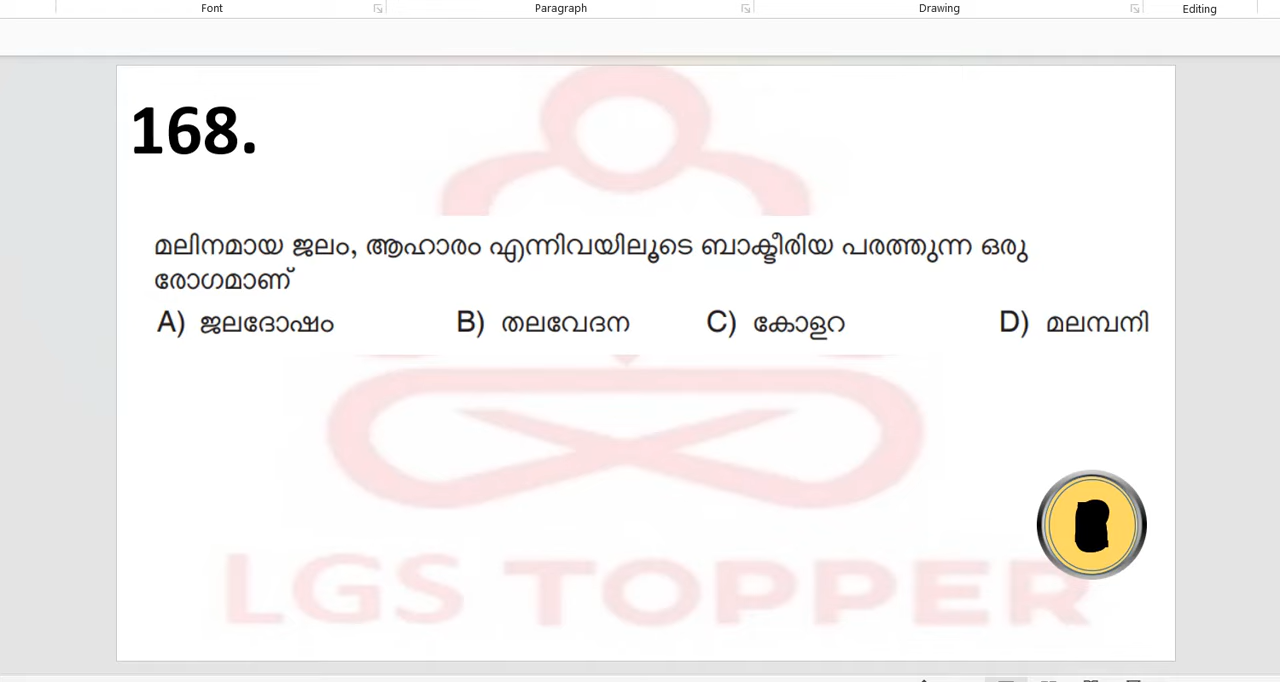 Font Paragraph Drawing Editing
168.
മലിനമായ ജലം, ആഹാരം എന്നിവയിലൂടെ ബാക്ടീരിയ പരത്തുന്ന ഒരു
രോഗമാണ്
A) ജലദോഷം B) തലവേദന C) കോളറ D) മലമ്പനി
LGS TOPPER